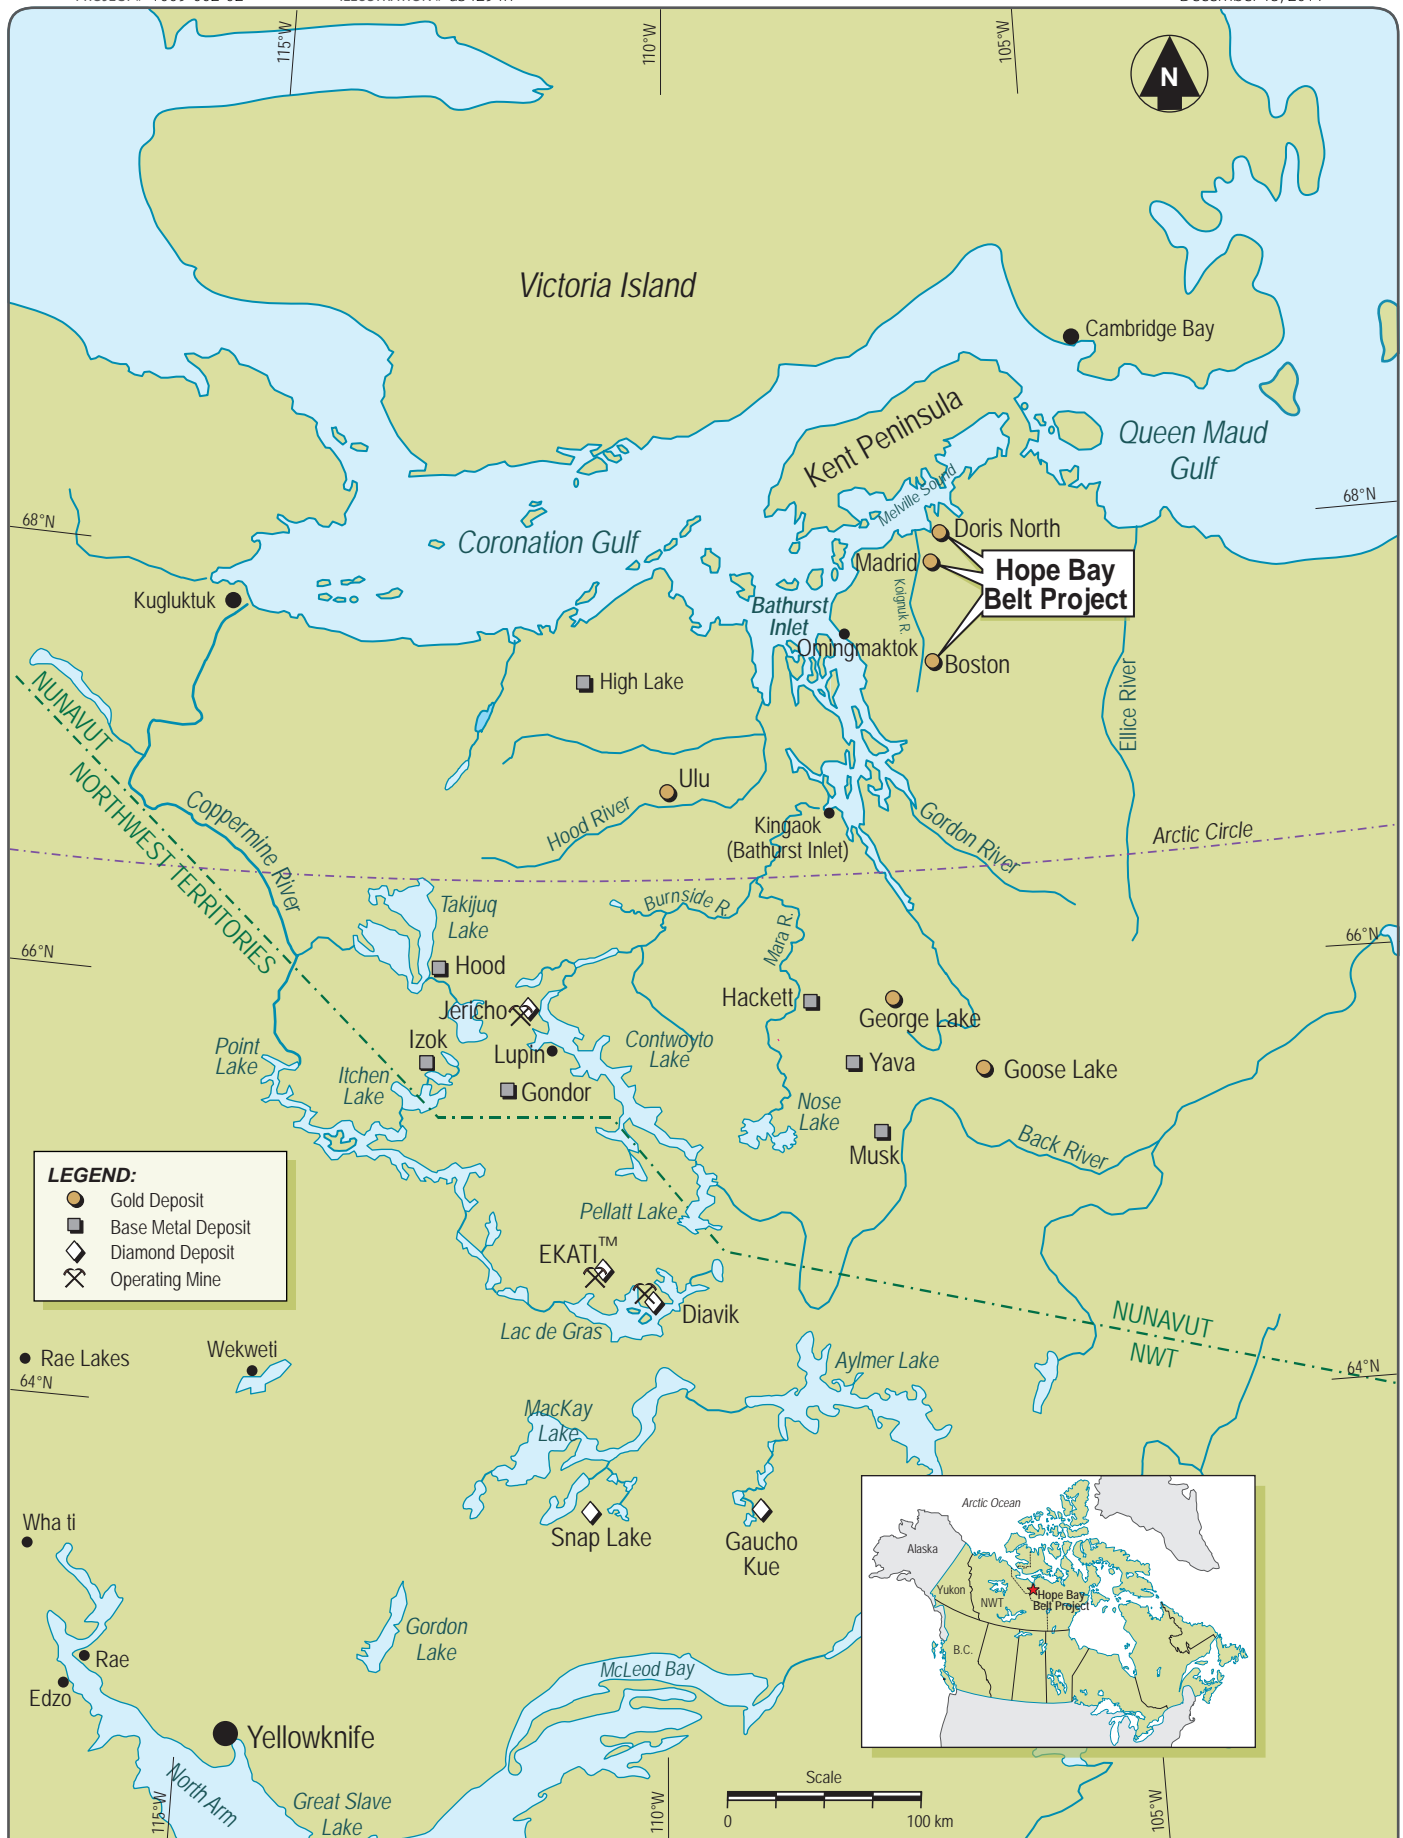 115°W
110°W
105°W
N
Victoria Island
Cambridge Bay
Kent Peninsula
Queen Maud
Gulf
Melville Sound
68°N
68°N
Coronation Gulf
Doris North
Madrid
Hope Bay
Belt Project
Kugluktuk
Koignuk R.
Bathurst
Inlet
Omingmaktok
Boston
High Lake
Ellice River
NUNAVUT
NORTHWEST TERRITORIES
Ulu
Coppermine River
Hood River
Kingaok
(Bathurst Inlet)
Gordon River
Arctic Circle
Takijuq
Lake
Burnside R.
Mara R.
66°N
66°N
Hood
Hackett
George Lake
Jericho
Izok
Lupin
Contwoyto
Lake
Point
Lake
Itchen
Lake
Yava
Goose Lake
Gondor
Nose
Lake
Musk
Back River
LEGEND:
Gold Deposit
Base Metal Deposit
Diamond Deposit
Operating Mine
Pellatt Lake
EKATI™
Diavik
Lac de Gras
NUNAVUT
NWT
Rae Lakes
Wekweti
64°N
64°N
Aylmer Lake
MacKay
Lake
Wha ti
Snap Lake
Gaucho
Kue
Arctic Ocean
Alaska
Yukon
NWT
Hope Bay
Belt Project
B.C.
Gordon
Lake
Rae
Edzo
McLeod Bay
Yellowknife
North Arm
Great Slave
Lake
Scale
0
100 km
115°W
110°W
105°W